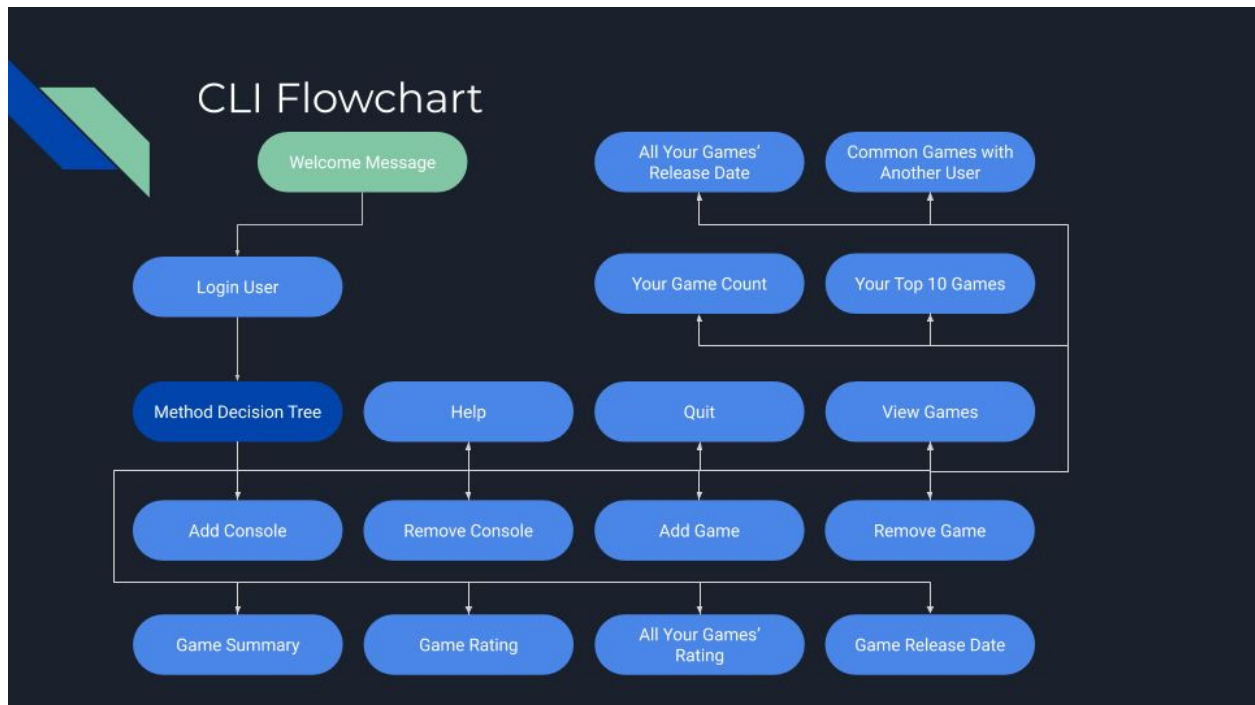 CLI Flowchart
Welcome Message
All Your Games’
Release Date
Common Games with
Another User
Login User
Your Game Count
Your Top 10 Games
Method Decision Tree
Help
Quit
View Games
Add Console
Remove Console
Add Game
Remove Game
Game Summary
Game Rating
All Your Games’
Rating
Game Release Date